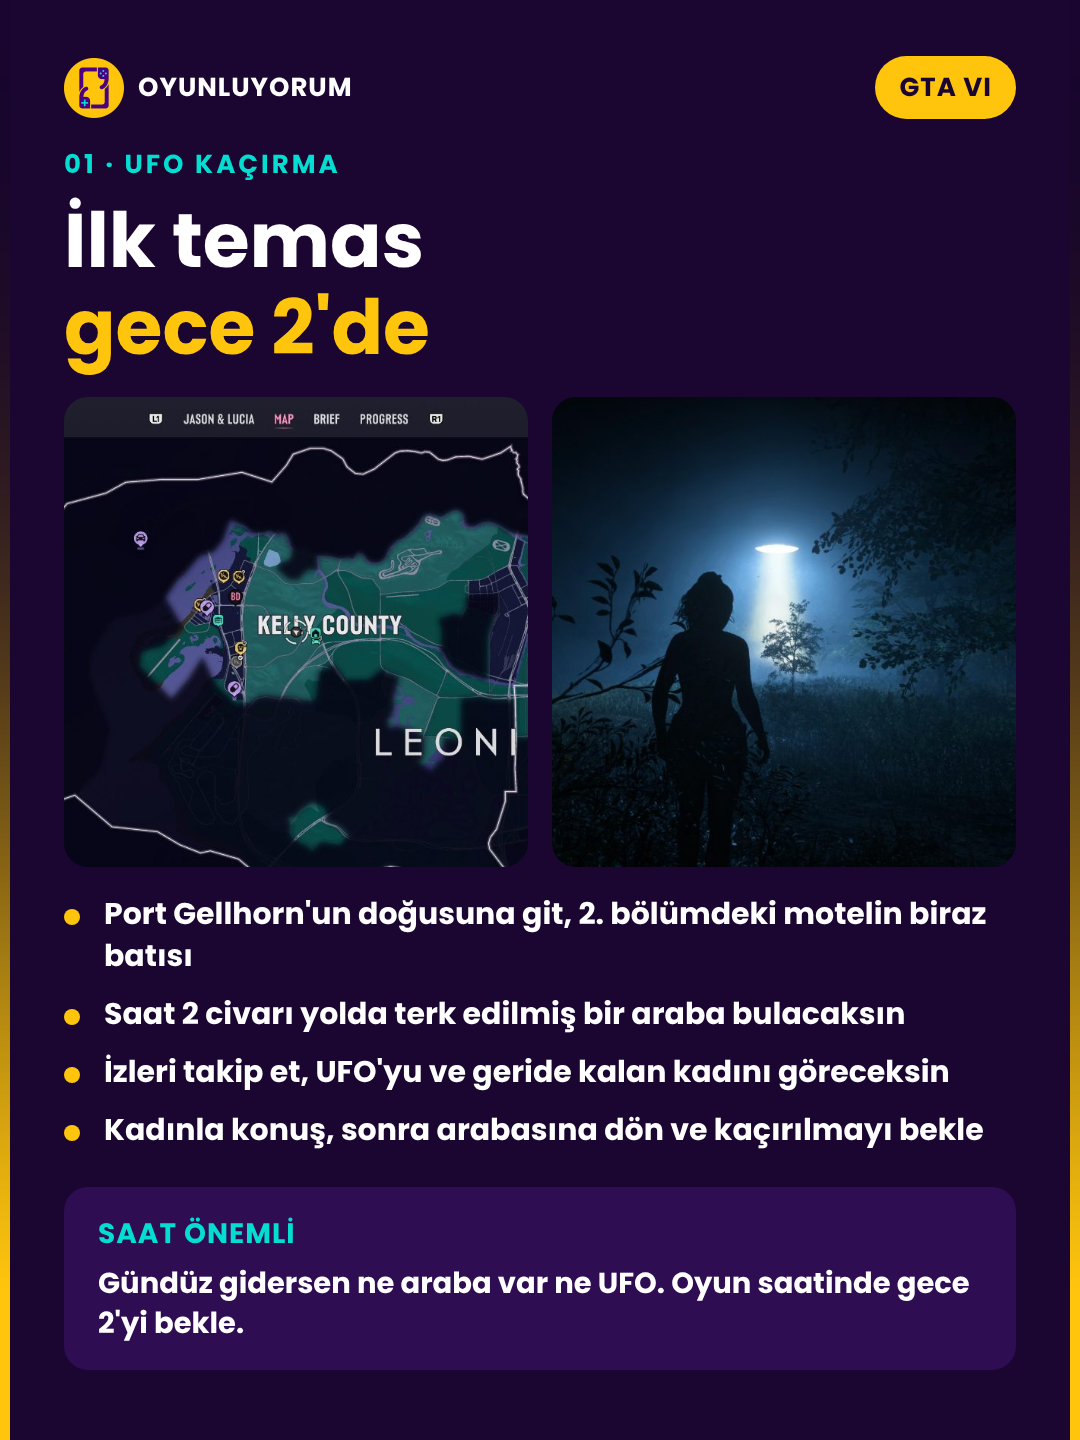 OYUNLUYORUM
GTA VI
01 · UFO KAÇIRMA
İlk temas
gece 2'de
L1 JASON & LUCIA MAP BRIEF PROGRESS R1
BD
KELLY COUNTY
LEONI
Port Gellhorn'un doğusuna git, 2. bölümdeki motelin biraz
batısı
Saat 2 civarı yolda terk edilmiş bir araba bulacaksın
İzleri takip et, UFO'yu ve geride kalan kadını göreceksin
Kadınla konuş, sonra arabasına dön ve kaçırılmayı bekle
SAAT ÖNEMLİ
Gündüz gidersen ne araba var ne UFO. Oyun saatinde gece
2'yi bekle.